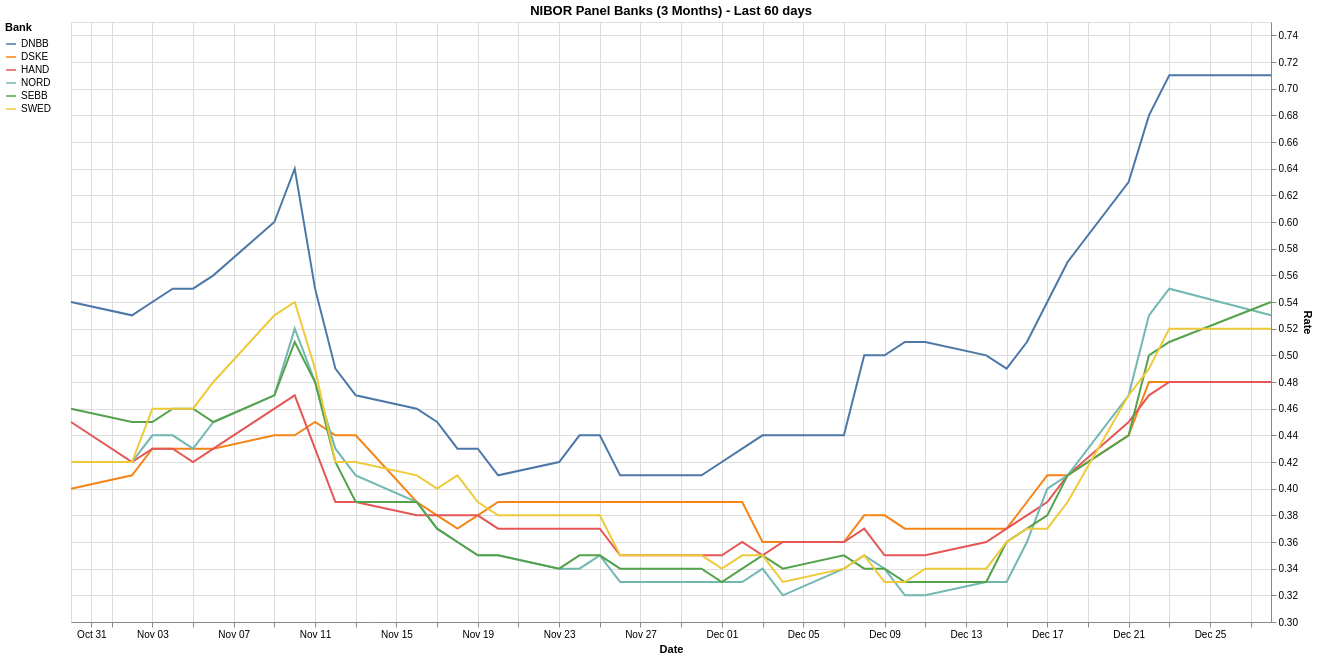 NIBOR Panel Banks (3 Months) - Last 60 days
Bank
DNBB
DSKE
HAND
NORD
SEBB
SWED
0.74
0.72
0.70
0.68
0.66
0.64
0.62
0.60
0.58
0.56
0.54
0.52
0.50
0.48
0.46
0.44
0.42
0.40
0.38
0.36
0.34
0.32
0.30
Rate
Oct 31 Nov 03 Nov 07 Nov 11 Nov 15 Nov 19 Nov 23 Nov 27 Dec 01 Dec 05 Dec 09 Dec 13 Dec 17 Dec 21 Dec 25
Date